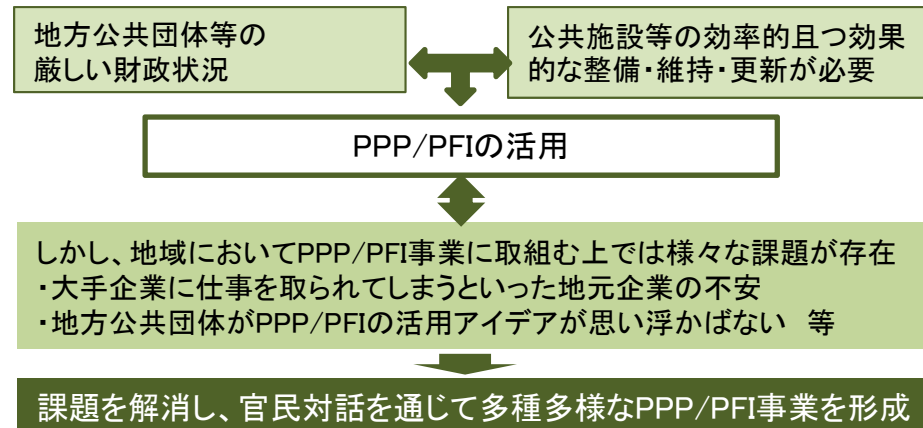 地方公共団体等の
厳しい財政状況
公共施設等の効率的且つ効果
的な整備・維持・更新が必要
PPP/PFIの活用
しかし、地域においてPPP/PFI事業に取組む上では様々な課題が存在
・大手企業に仕事を取られてしまうといった地元企業の不安
・地方公共団体がPPP/PFIの活用アイデアが思い浮かばない　等
課題を解消し、官民対話を通じて多種多様なPPP/PFI事業を形成